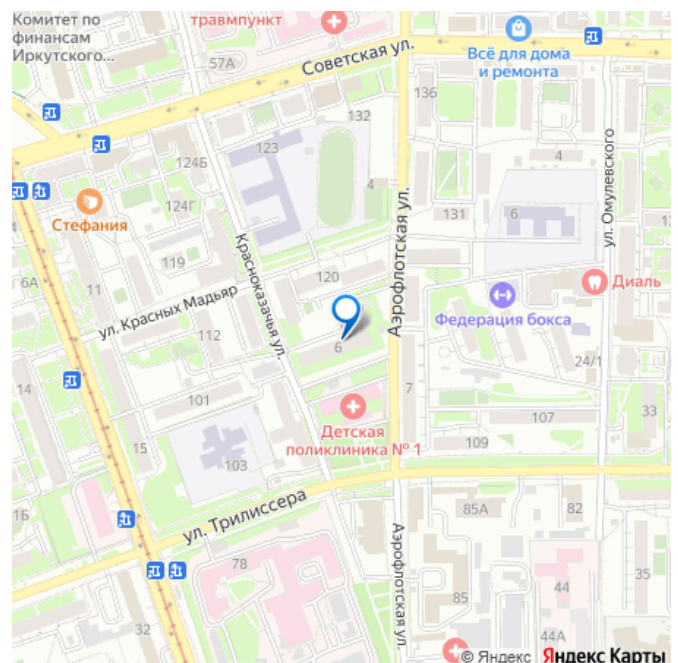 Комитет по
финансам
Иркутского...
травмпункт
57А
Советская ул.
Всё для дома
и ремонта
132
136
123
124Б
4
4
ул. Омулевского
124Г
Стефания
131
6
Аэрофлотская ул.
119
Красноказачья ул.
120
6А
11
ул. Красных Мадьяр
Диаль
Федерация бокса
112
6
24/1
14
7
101
33
107
Детская
поликлиника № 1
109
15
103
1Б
ул. Трилиссера
85А
82
78
Аэрофлотская ул.
35
44
85
32
44А
© Яндекс Яндекс Карты